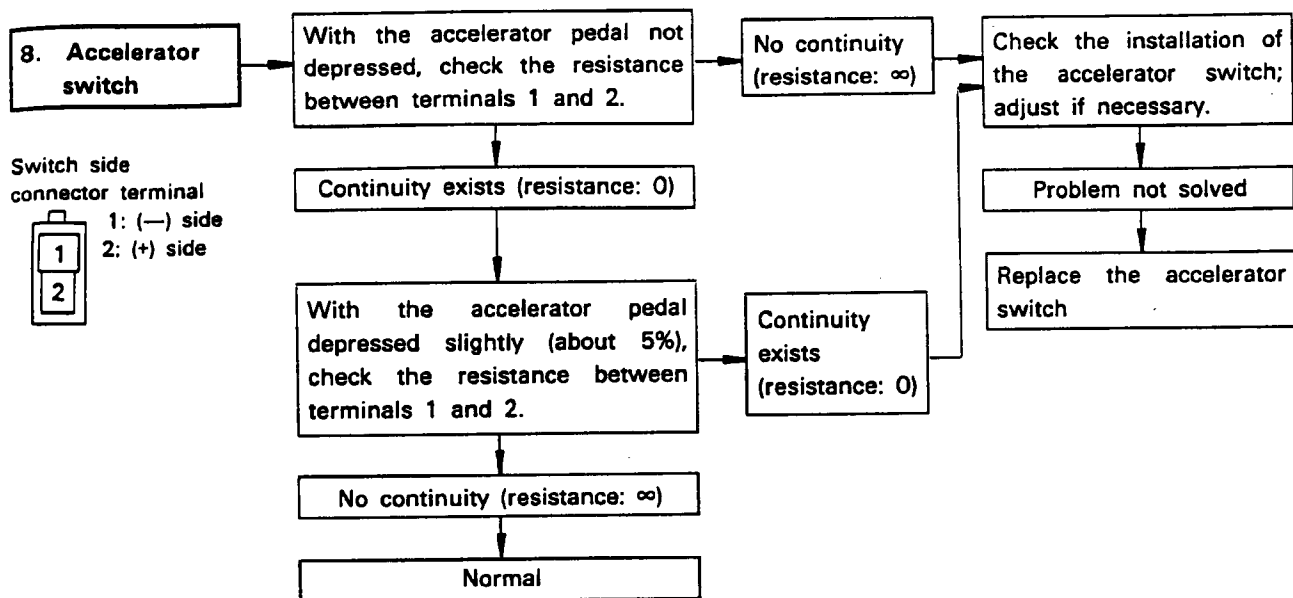 8. Accelerator
switch
With the accelerator pedal not
depressed, check the resistance
between terminals 1 and 2.
No continuity
(resistance: ∞)
Check the installation of
the accelerator switch;
adjust if necessary.
Switch side
connector terminal
1: (—) side
2: (+) side
1
2
Continuity exists (resistance: 0)
Problem not solved
Replace the accelerator
switch
With the accelerator pedal
depressed slightly (about 5%),
check the resistance between
terminals 1 and 2.
Continuity
exists
(resistance: 0)
No continuity (resistance: ∞)
Normal